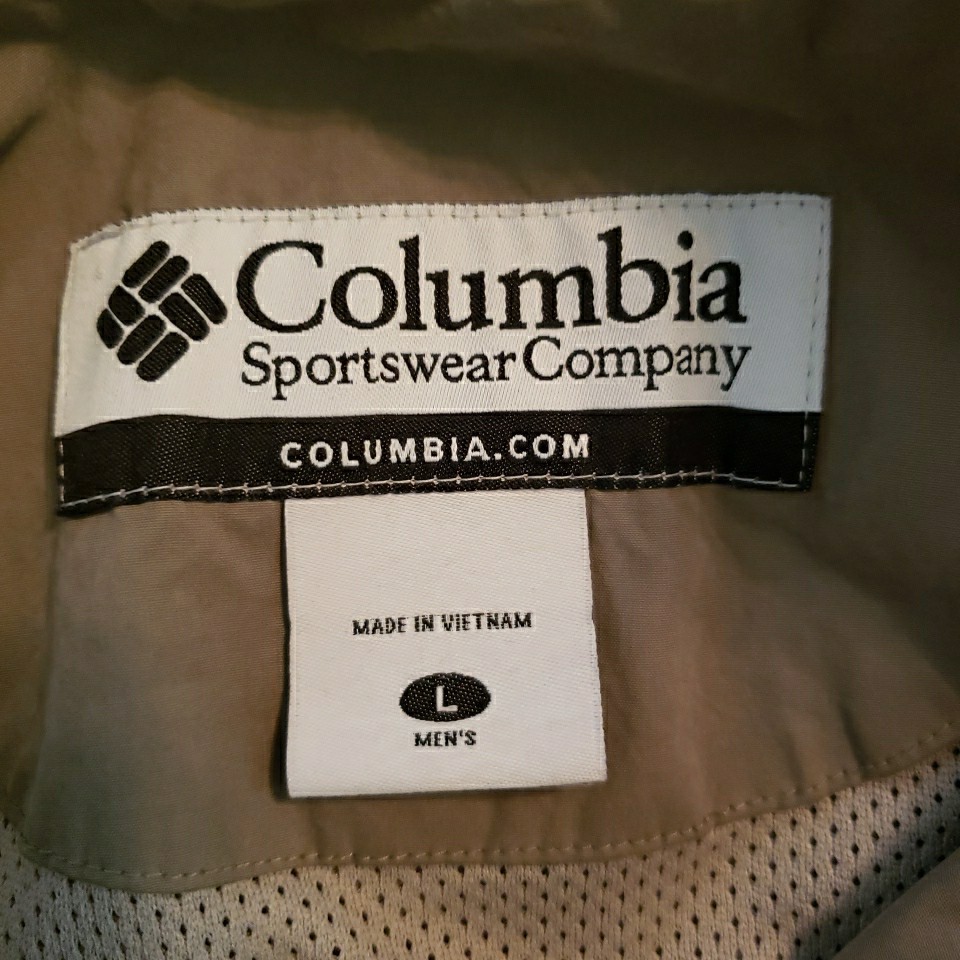 Columbia
Sportswear Company
COLUMBIA.COM
MADE IN VIETNAM
L
MEN'S